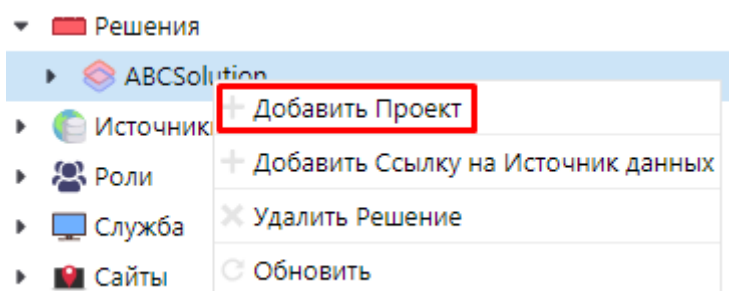 Решения
ABCSolution
Добавить Проект
Источник
Добавить Ссылку на Источник данных
Роли
Удалить Решение
Служба
Обновить
Сайты